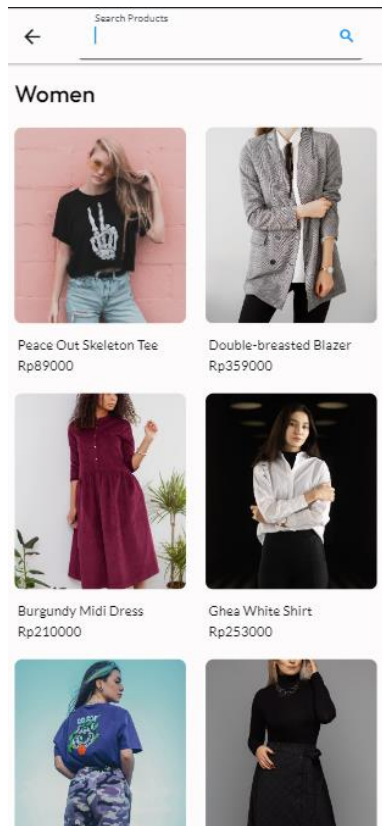 Search Products
Women
Peace Out Skeleton Tee
Rp89000
Double-breasted Blazer
Rp359000
Burgundy Midi Dress
Rp210000
Ghea White Shirt
Rp253000